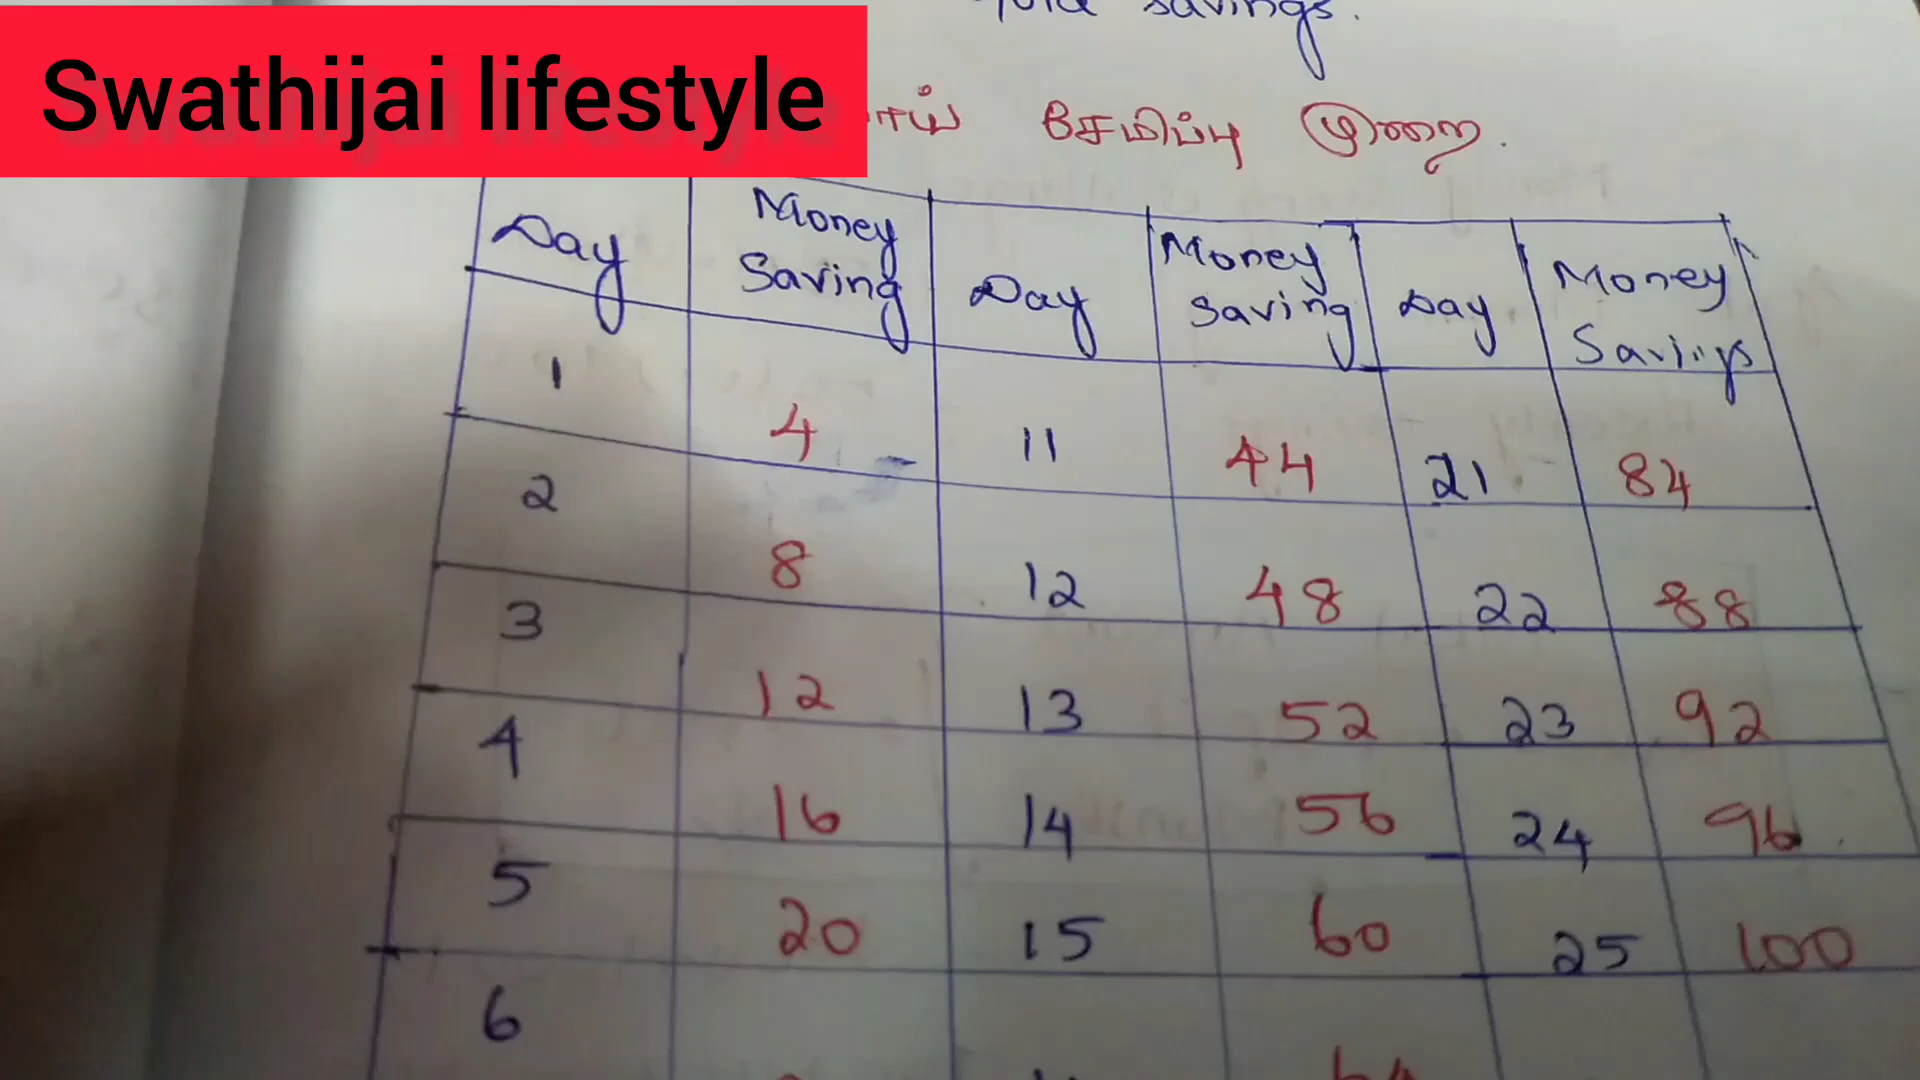 savings.
Swathijai lifestyle
சேமிப்பு முறை.
Day Money Saving Day Money Saving Day Money Savings
1 4 11 44 21 84
2 8 12 48 22 88
3 12 13 52 23 92
4 16 14 56 24 96
5 20 15 60 25 100
6